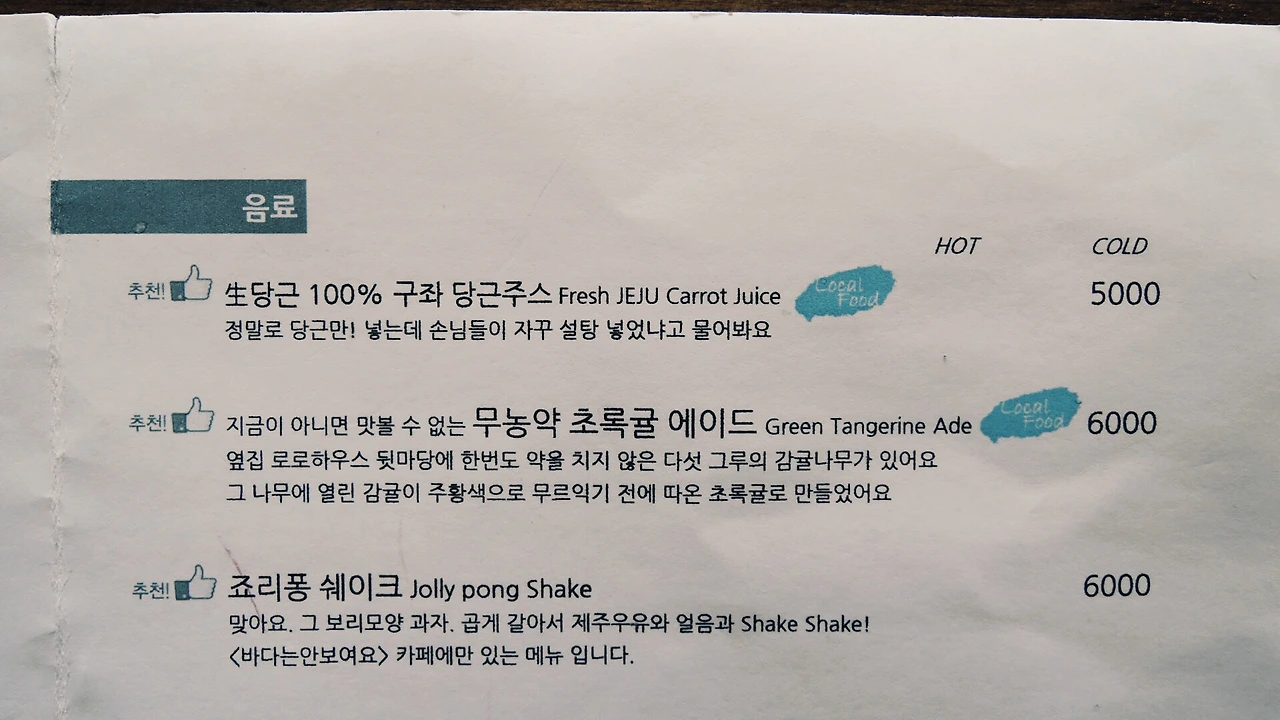 음료
HOT COLD
추천! 生당근 100% 구좌 당근주스 Fresh JEJU Carrot Juice Local Food 5000
정말로 당근만! 넣는데 손님들이 자꾸 설탕 넣었냐고 물어봐요
추천! 지금이 아니면 맛볼 수 없는 무농약 초록귤 에이드 Green Tangerine Ade Local Food 6000
옆집 로로하우스 뒷마당에 한번도 약을 치지 않은 다섯 그루의 감귤나무가 있어요
그 나무에 열린 감귤이 주황색으로 무르익기 전에 따온 초록귤로 만들었어요
추천! 죠리퐁 쉐이크 Jolly pong Shake 6000
맞아요. 그 보리모양 과자. 곱게 갈아서 제주우유와 얼음과 Shake Shake!
<바다는안보여요> 카페에만 있는 메뉴 입니다.